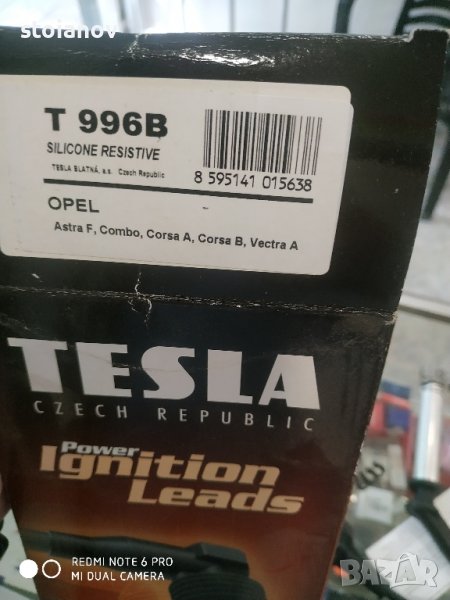 stoianov
T 996B
SILICONE RESISTIVE
TESLA BLATNÁ, a.s. Czech Republic
8 595141 015638
OPEL
Astra F, Combo, Corsa A, Corsa B, Vectra A
TESLA
CZECH REPUBLIC
Power
Ignition
Leads
REDMI NOTE 6 PRO
MI DUAL CAMERA
BAZAR